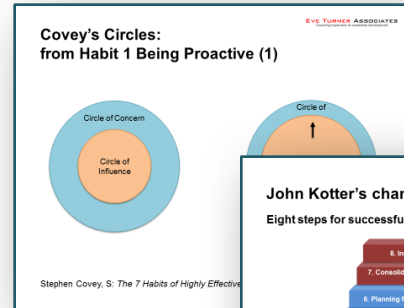 EVE TURNER ASSOCIATES
Covey's Circles:
from Habit 1 Being Proactive (1)
Circle of Concern
Circle of
Influence
Circle of
Stephen Covey, S: The 7 Habits of Highly Effective
John Kotter's chan
Eight steps for successfu
8. In
7. Consolid
6. Planning f